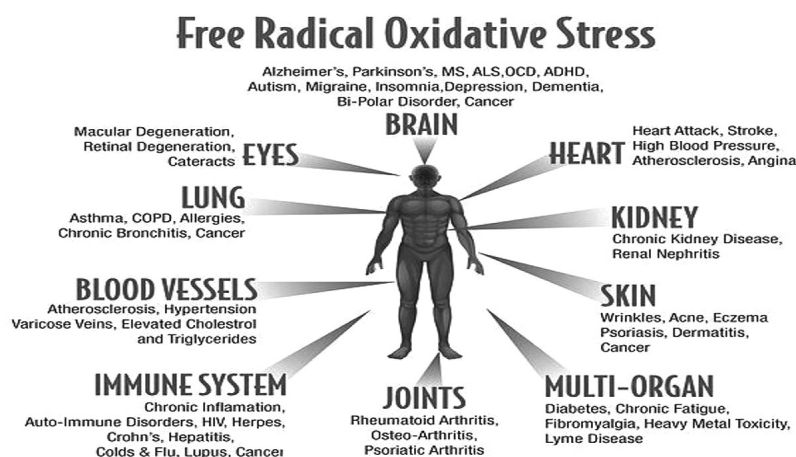 Free Radical Oxidative Stress
Alzheimer's, Parkinson's, MS, ALS,OCD, ADHD,
Autism, Migraine, Insomnia,Depression, Dementia,
Bi-Polar Disorder, Cancer
BRAIN
Macular Degeneration,
Retinal Degeneration,
Cateracts
EYES
Heart Attack, Stroke,
High Blood Pressure,
Atherosclerosis, Angina
HEART
LUNG
Asthma, COPD, Allergies,
Chronic Bronchitis, Cancer
KIDNEY
Chronic Kidney Disease,
Renal Nephritis
BLOOD VESSELS
Atherosclerosis, Hypertension
Varicose Veins, Elevated Cholestrol
and Triglycerides
SKIN
Wrinkles, Acne, Eczema
Psoriasis, Dermatitis,
Cancer
IMMUNE SYSTEM
Chronic Inflamation,
Auto-Immune Disorders, HIV, Herpes,
Crohn's, Hepatitis,
Colds & Flu, Lupus, Cancer
JOINTS
Rheumatoid Arthritis,
Osteo-Arthritis,
Psoriatic Arthritis
MULTI-ORGAN
Diabetes, Chronic Fatigue,
Fibromyalgia, Heavy Metal Toxicity,
Lyme Disease